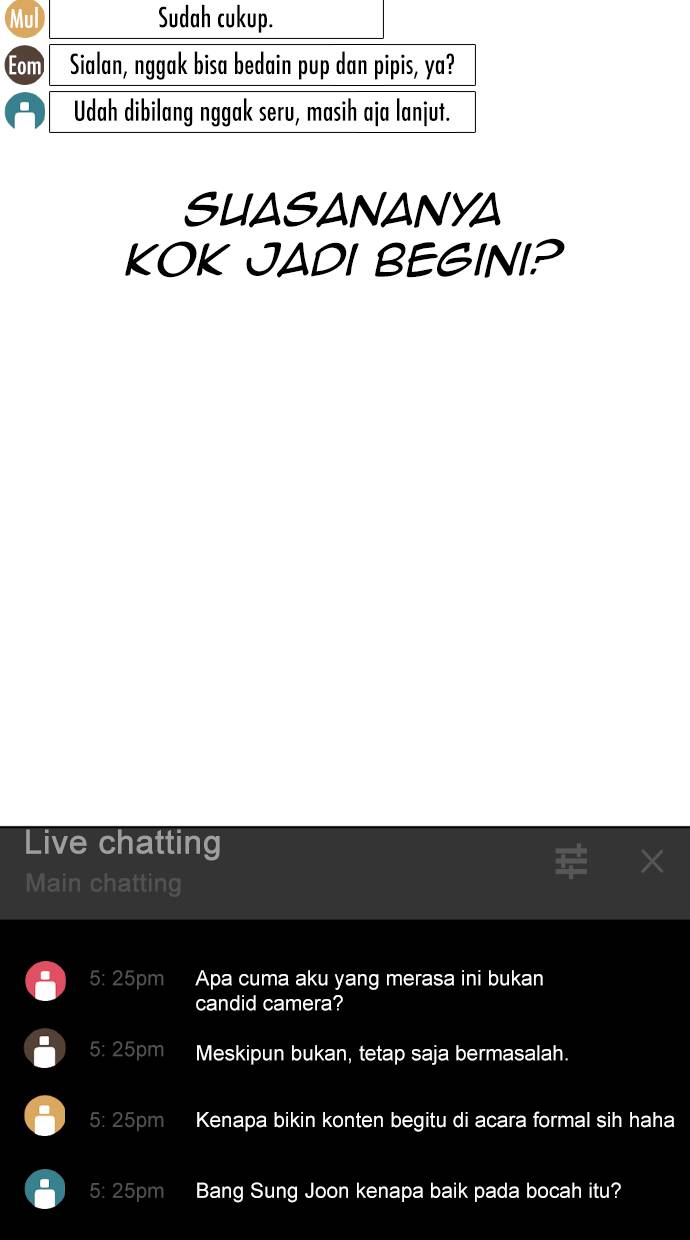 Mul Sudah cukup.
Eom Sialan, nggak bisa bedain pup dan pipis, ya?
Udah dibilang nggak seru, masih aja lanjut.
SUASANANYA
KOK JADI BEGINI?
Live chatting
Main chatting
5: 25pm Apa cuma aku yang merasa ini bukan
candid camera?
5: 25pm Meskipun bukan, tetap saja bermasalah.
5: 25pm Kenapa bikin konten begitu di acara formal sih haha
5: 25pm Bang Sung Joon kenapa baik pada bocah itu?